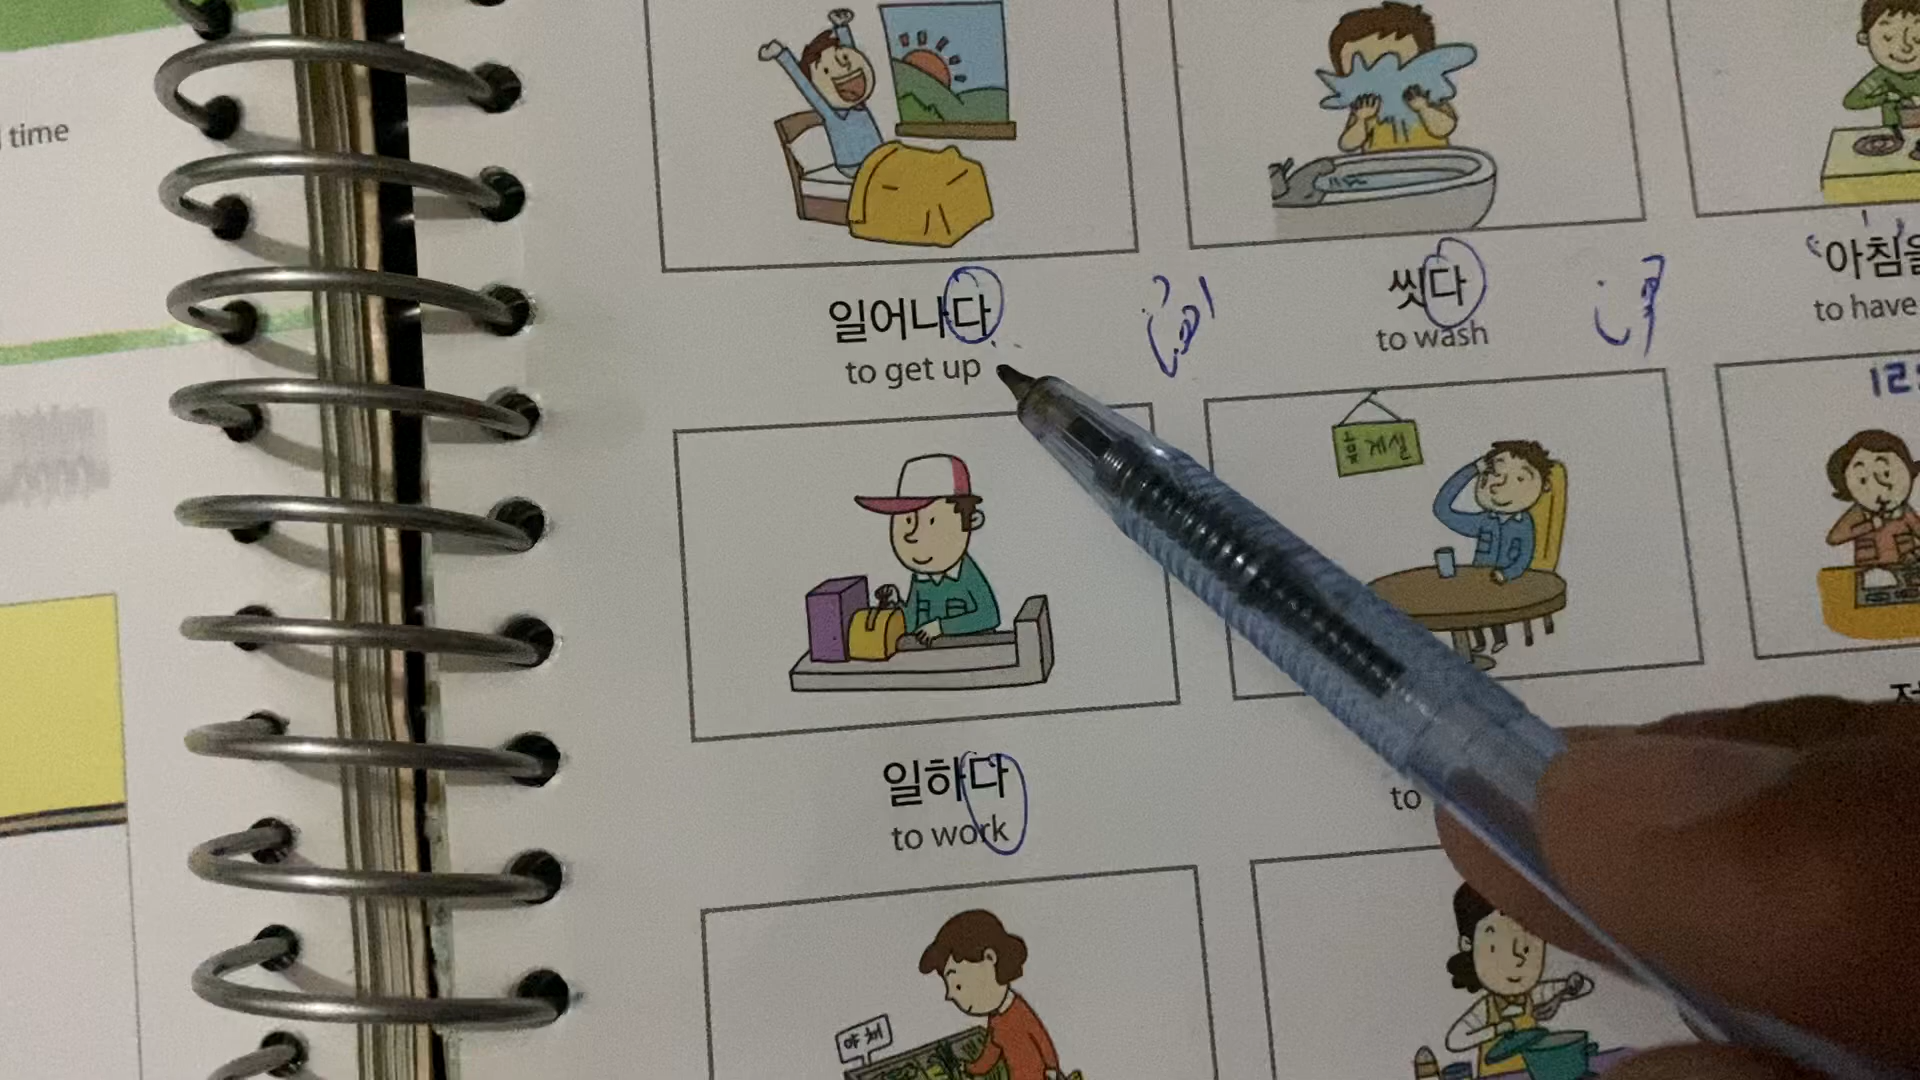 time
일어나다
to get up
씻다
to wash
아침을
to have
12:
휴게실
일하다
to work
to
야채